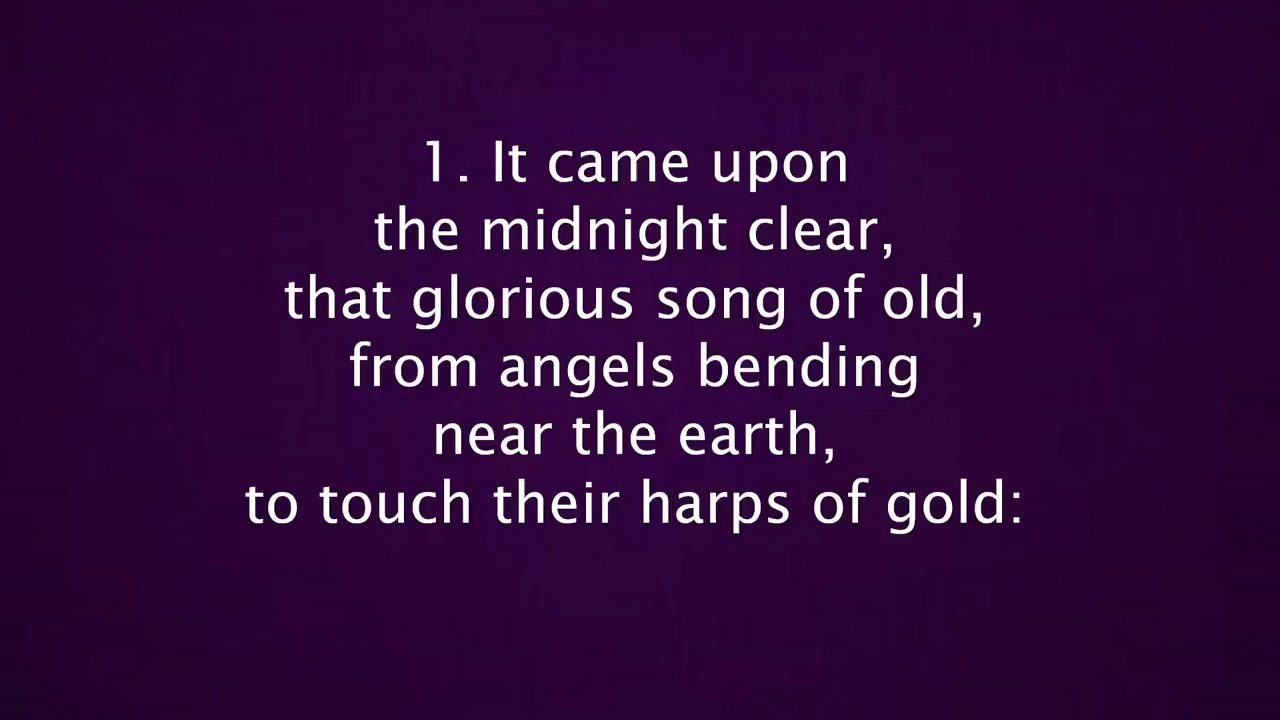 1. It came upon
the midnight clear,
that glorious song of old,
from angels bending
near the earth,
to touch their harps of gold: